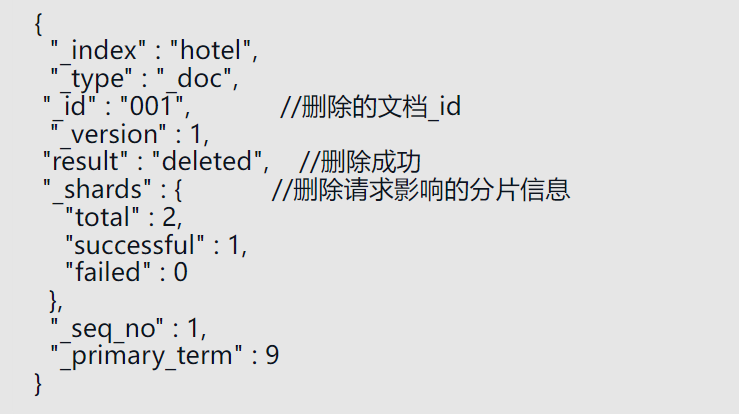 {
"_index" : "hotel",
"_type" : "_doc",
"_id" : "001", //删除的文档_id
"_version" : 1,
"result" : "deleted", //删除成功
"_shards" : { //删除请求影响的分片信息
"total" : 2,
"successful" : 1,
"failed" : 0
},
"_seq_no" : 1,
"_primary_term" : 9
}